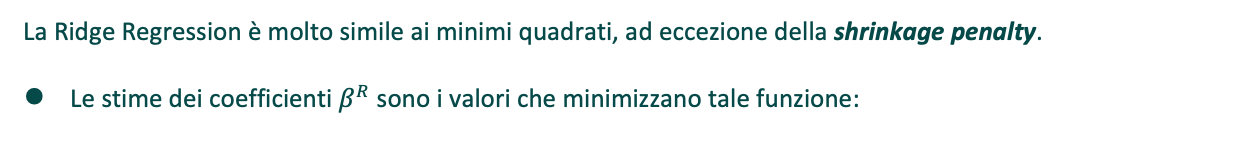 La Ridge Regression è molto simile ai minimi quadrati, ad eccezione della shrinkage penalty.
● Le stime dei coefficienti β^R sono i valori che minimizzano tale funzione: